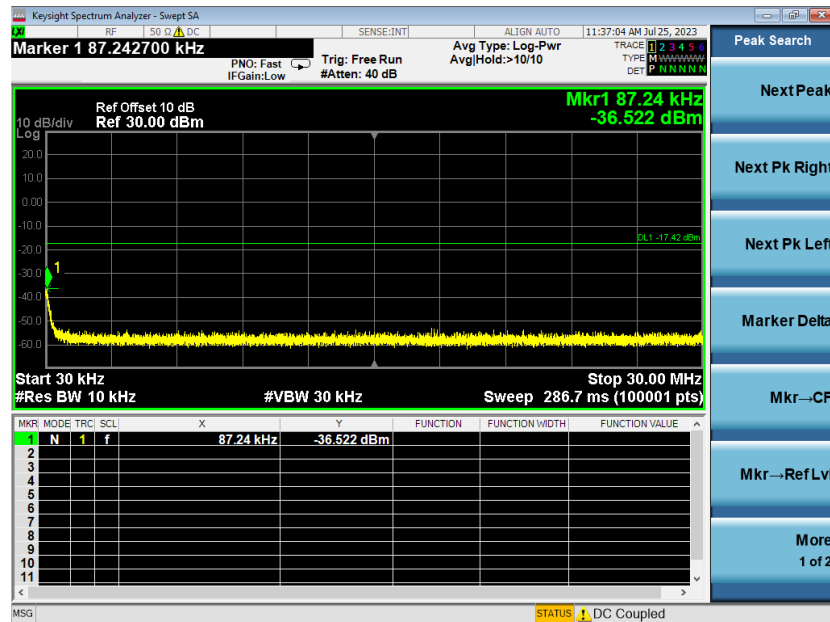 Keysight Spectrum Analyzer - Swept SA
RF 50 Ω DC SENSE:INT ALIGN AUTO 11:37:04 AM Jul 25, 2023
Marker 1 87.242700 kHz
PNO: Fast
IFGain:Low
Trig: Free Run
#Atten: 40 dB
Avg Type: Log-Pwr
Avg|Hold:>10/10
TRACE 1 2 3 4 5 6
TYPE M WWWWW
DET P N N N N N
Mkr1 87.24 kHz
-36.522 dBm
Ref Offset 10 dB
10 dB/div Ref 30.00 dBm
Log
20.0
10.0
0.00
-10.0
DL1 -17.42 dBm
-20.0
1
-30.0
-40.0
-50.0
-60.0
Start 30 kHz Stop 30.00 MHz
#Res BW 10 kHz #VBW 30 kHz Sweep 286.7 ms (100001 pts)
MKR MODE TRC SCL X Y FUNCTION FUNCTION WIDTH FUNCTION VALUE
1 N 1 f 87.24 kHz -36.522 dBm
2
3
4
5
6
7
8
9
10
11
MSG STATUS DC Coupled
Peak Search
Next Peak
Next Pk Right
Next Pk Left
Marker Delta
Mkr→CF
Mkr→Ref Lvl
More
1 of 2